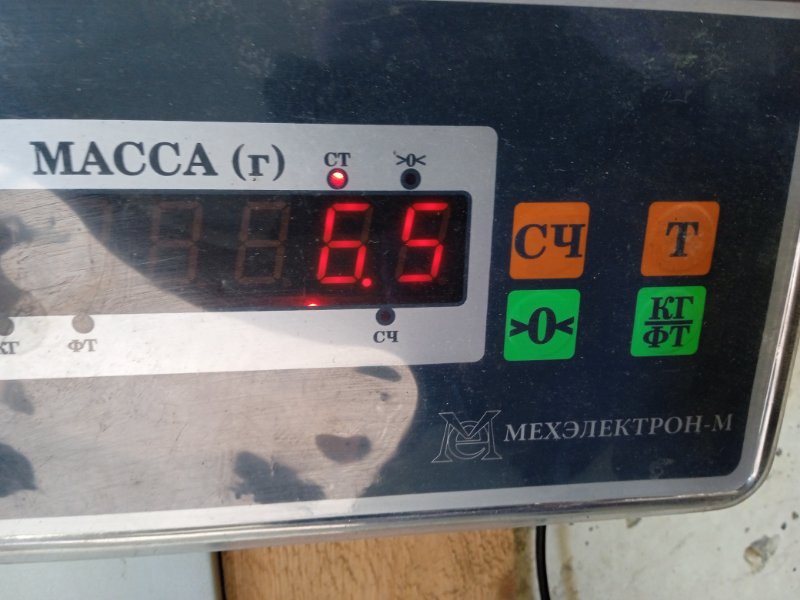 МАССА (г)
СТ >0<
6.5
КГ ФТ СЧ
СЧ Т
>0< КГ
ФТ
МЕХЭЛЕКТРОН-М